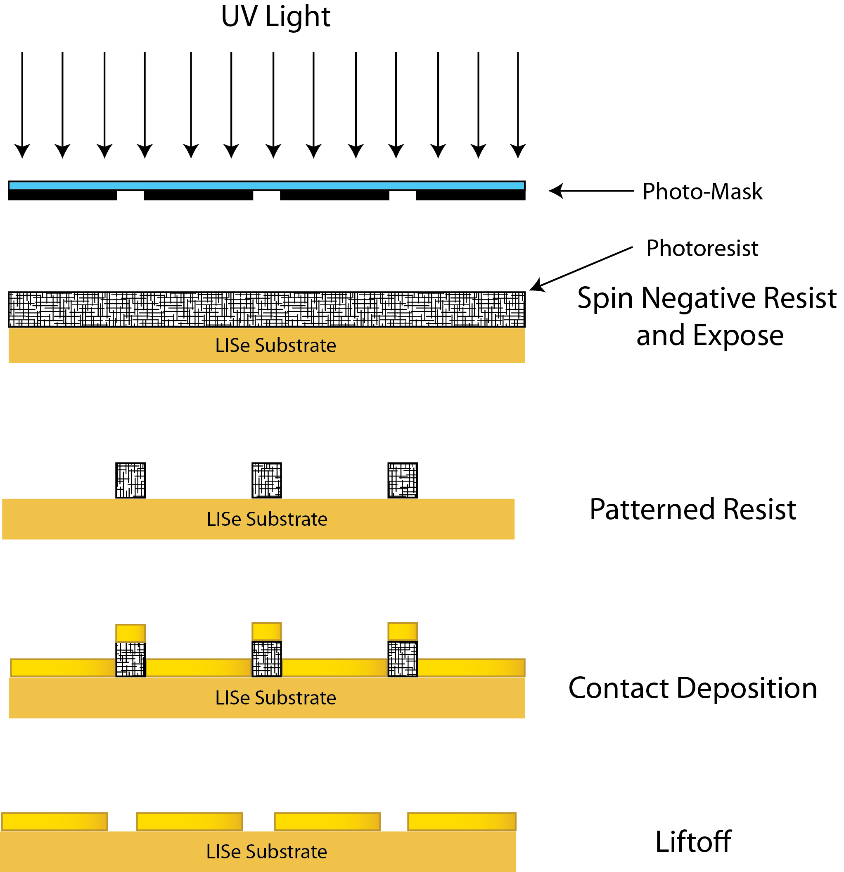 UV Light
Photo-Mask
Photoresist
Spin Negative Resist
and Expose
LISe Substrate
Patterned Resist
LISe Substrate
Contact Deposition
LISe Substrate
Liftoff
LISe Substrate